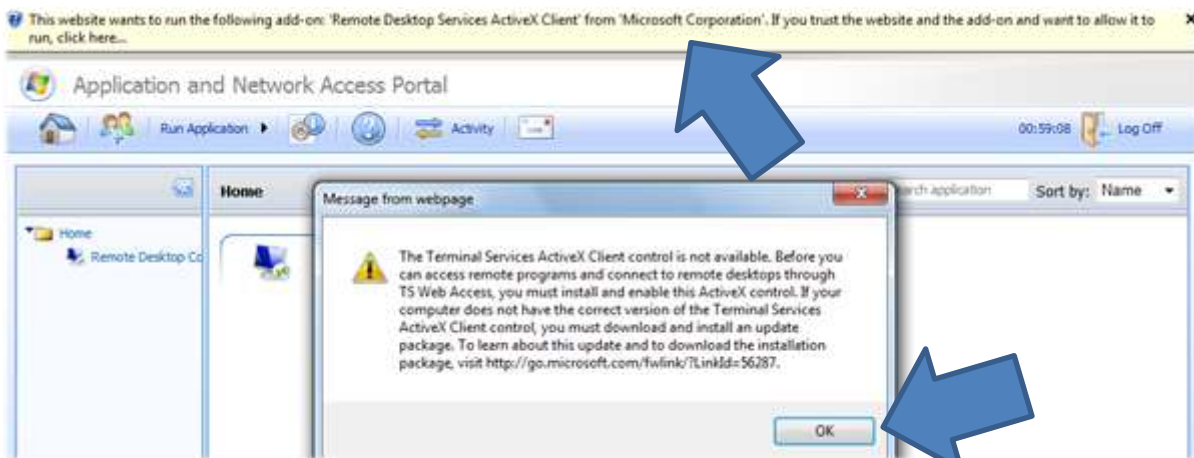 This website wants to run the following add-on: 'Remote Desktop Services ActiveX Client' from 'Microsoft Corporation'. If you trust the website and the add-on and want to allow it to
run, click here...
Application and Network Access Portal
Run Application
Activity
00:59:08
Log Off
Home
arch application
Sort by: Name
Home
Remote Desktop Co
Message from webpage
The Terminal Services ActiveX Client control is not available. Before you
can access remote programs and connect to remote desktops through
TS Web Access, you must install and enable this ActiveX control. If your
computer does not have the correct version of the Terminal Services
ActiveX Client control, you must download and install an update
package. To learn about this update and to download the installation
package, visit http://go.microsoft.com/fwlink/?LinkId=56287.
OK